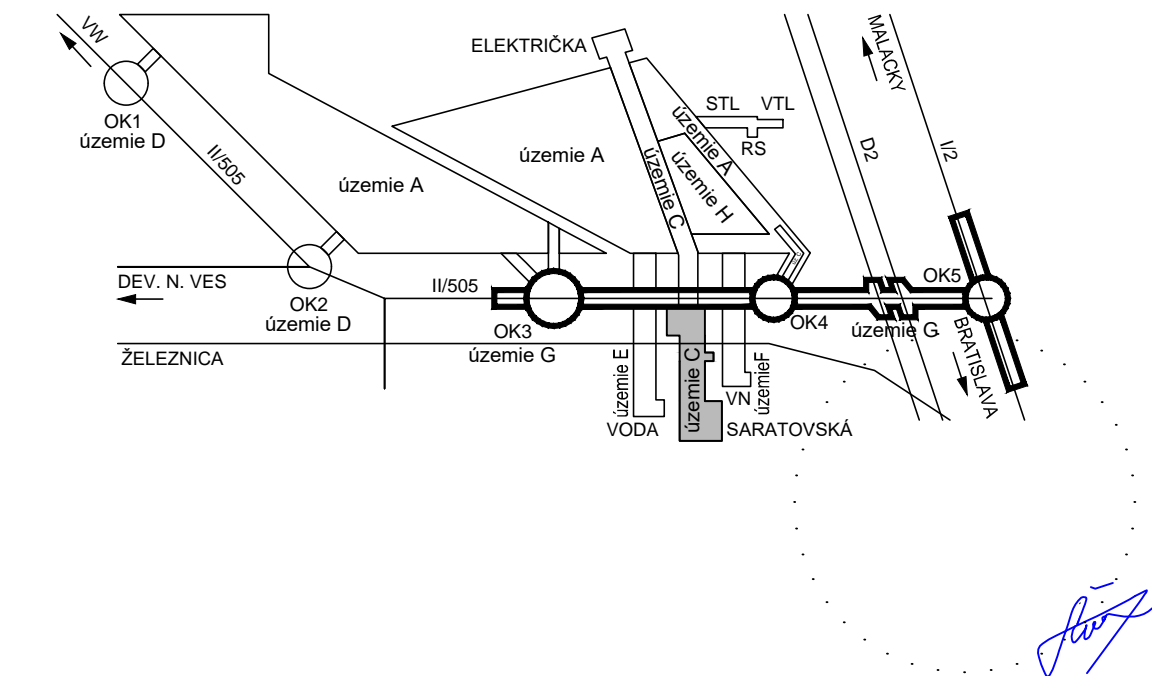 VW
OK1
územie D
II/505
územie A
ELEKTRIČKA
územie A
územie C
územie A
územie H
STL VTL
RS
MALACKY
D2
I/2
DEV. N. VES
OK2
územie D
II/505
ŽELEZNICA
OK3
územie G
OK4
územie G
OK5
BRATISLAVA
územie E
územie C
územieF
VN
VODA
SARATOVSKÁ